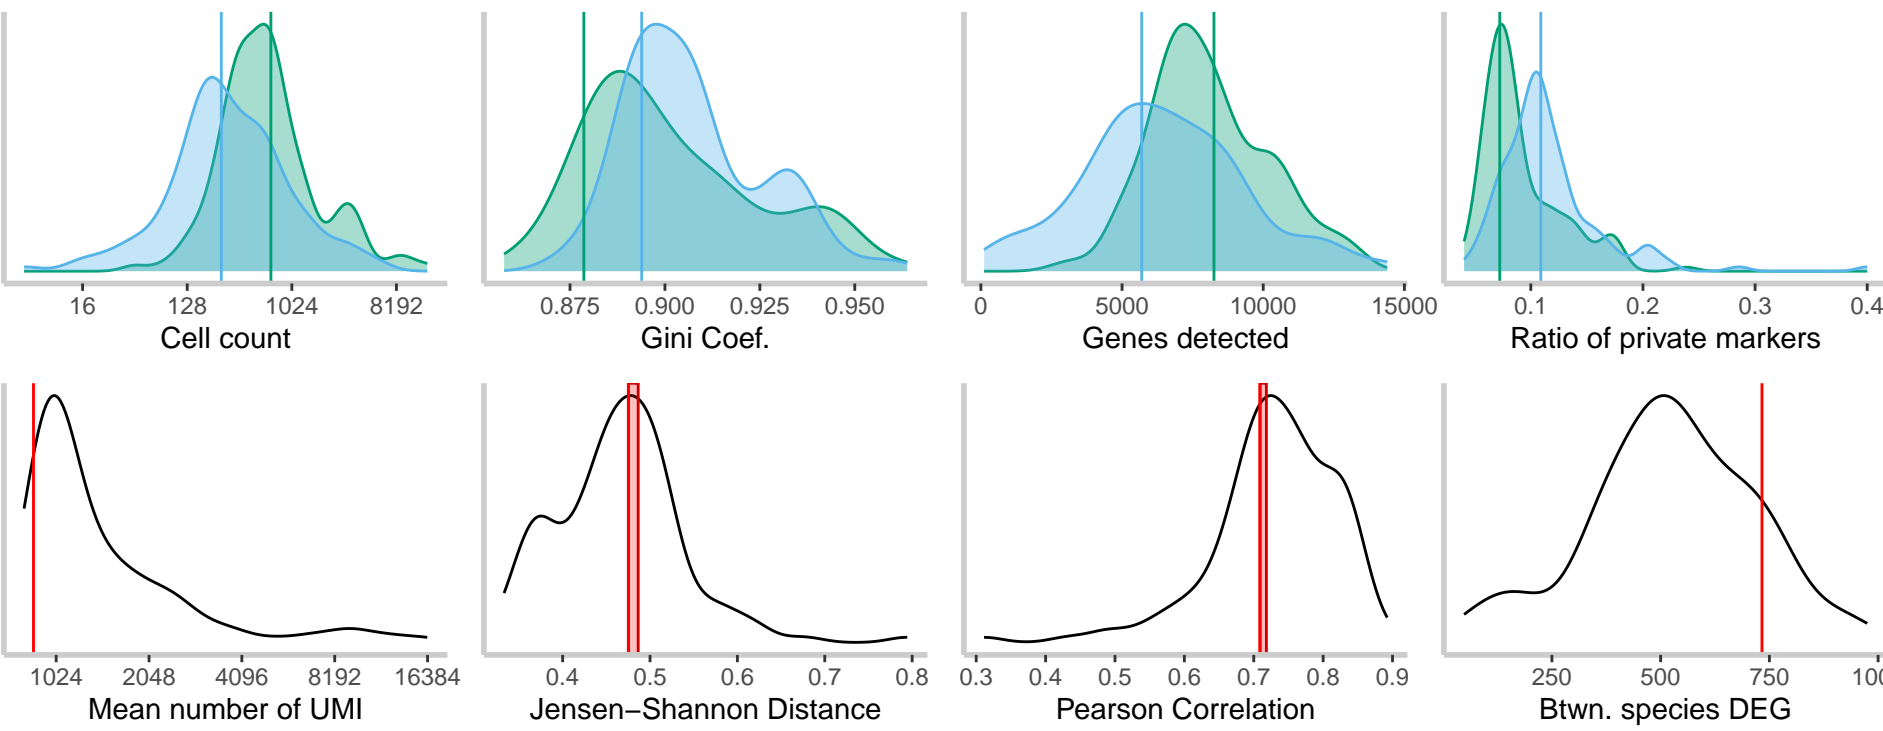 16 128 1024 8192
Cell count
0.875 0.900 0.925 0.950
Gini Coef.
0 5000 10000 15000
Genes detected
0.1 0.2 0.3 0.4
Ratio of private markers
1024 2048 4096 8192 16384
Mean number of UMI
0.4 0.5 0.6 0.7 0.8
Jensen−Shannon Distance
0.3 0.4 0.5 0.6 0.7 0.8 0.9
Pearson Correlation
250 500 750 100
Btwn. species DEG